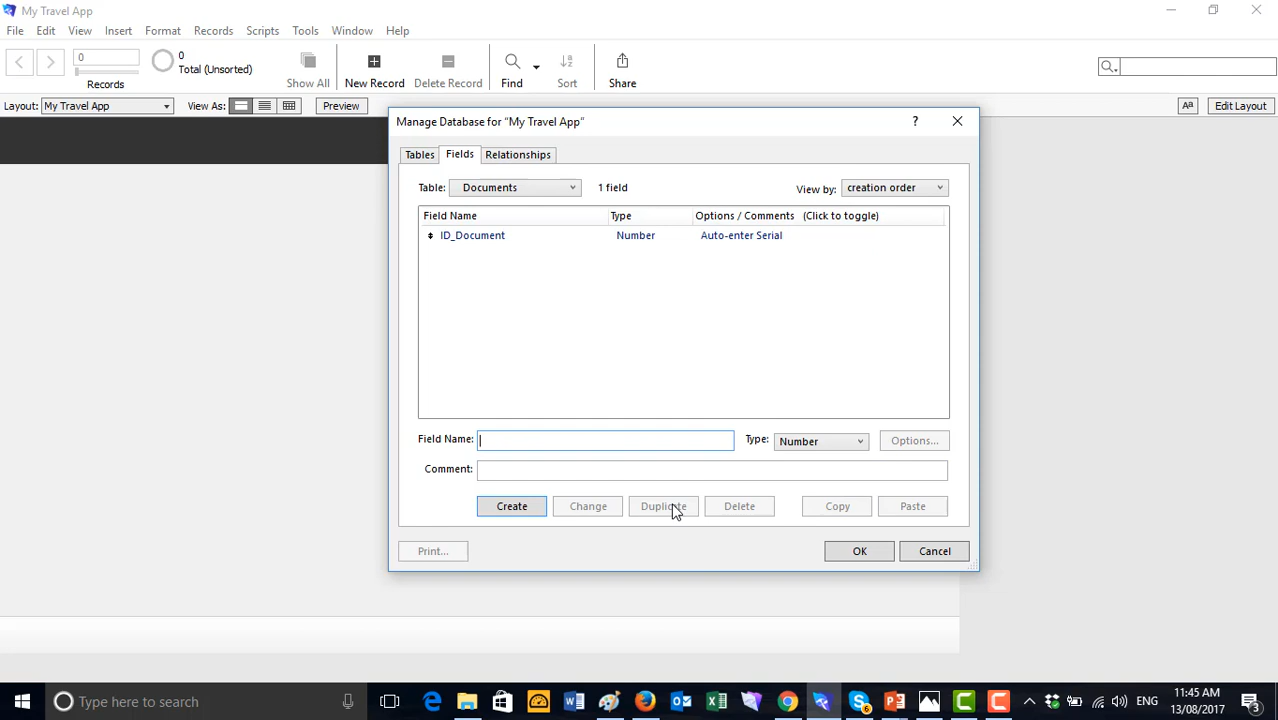 My Travel App
File Edit View Insert Format Records Scripts Tools Window Help
0
0
Total (Unsorted)
Records
Show All
New Record
Delete Record
Find
Sort
Share
Layout: My Travel App
View As:
Preview
Aª
Edit Layout
Manage Database for “My Travel App”
?
Tables Fields Relationships
Table: Documents 1 field View by: creation order
Field Name Type Options / Comments (Click to toggle)
ID_Document Number Auto-enter Serial
Field Name: Type: Number Options...
Comment:
Create Change Duplicate Delete Copy Paste
Print... OK Cancel
Type here to search
ENG
11:45 AM
13/08/2017
3